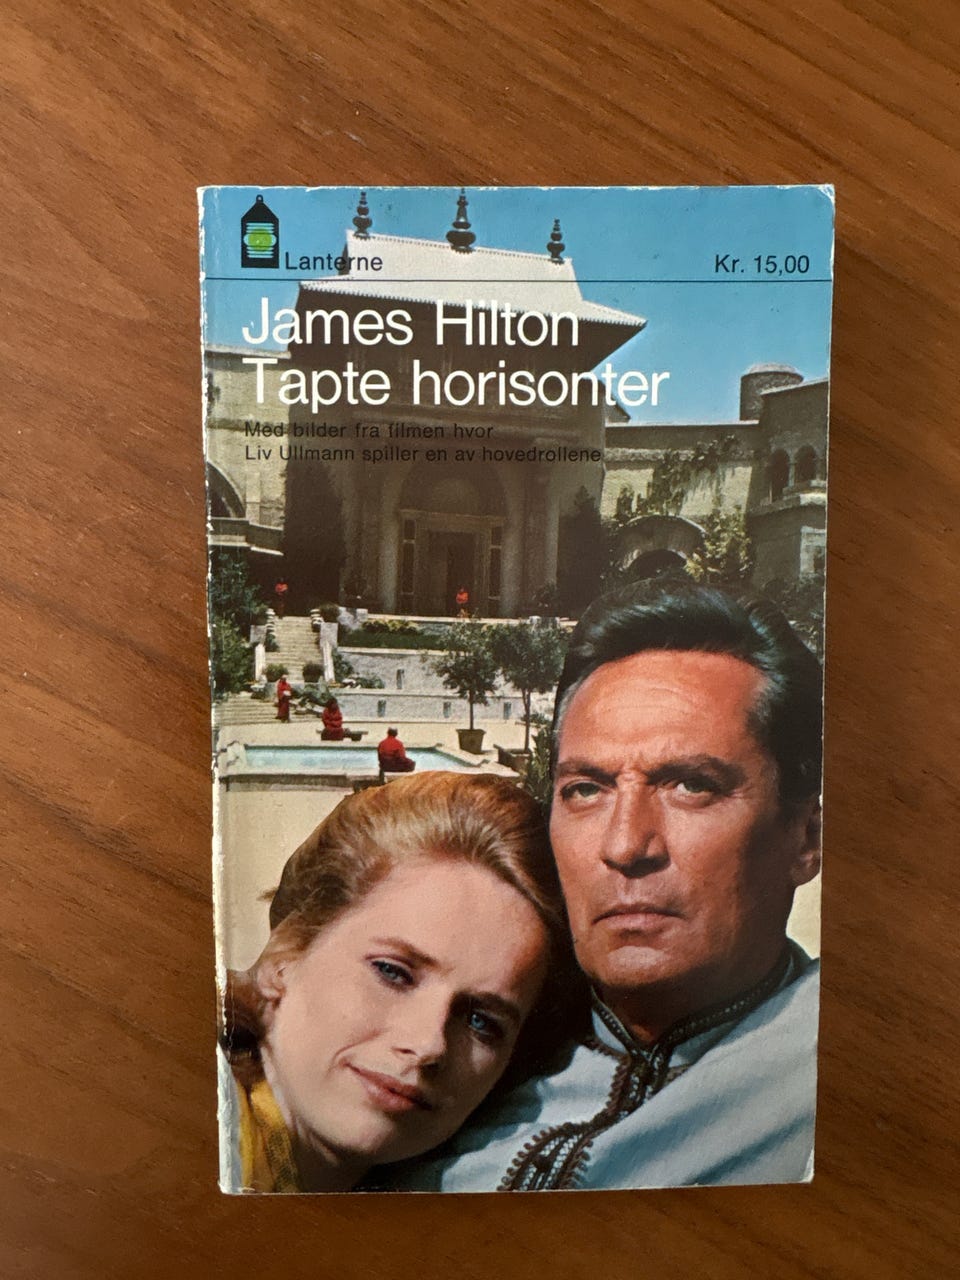 Lanterne
Kr. 15,00
James Hilton
Tapte horisonter
Med bilder fra filmen hvor
Liv Ullmann spiller en av hovedrollene